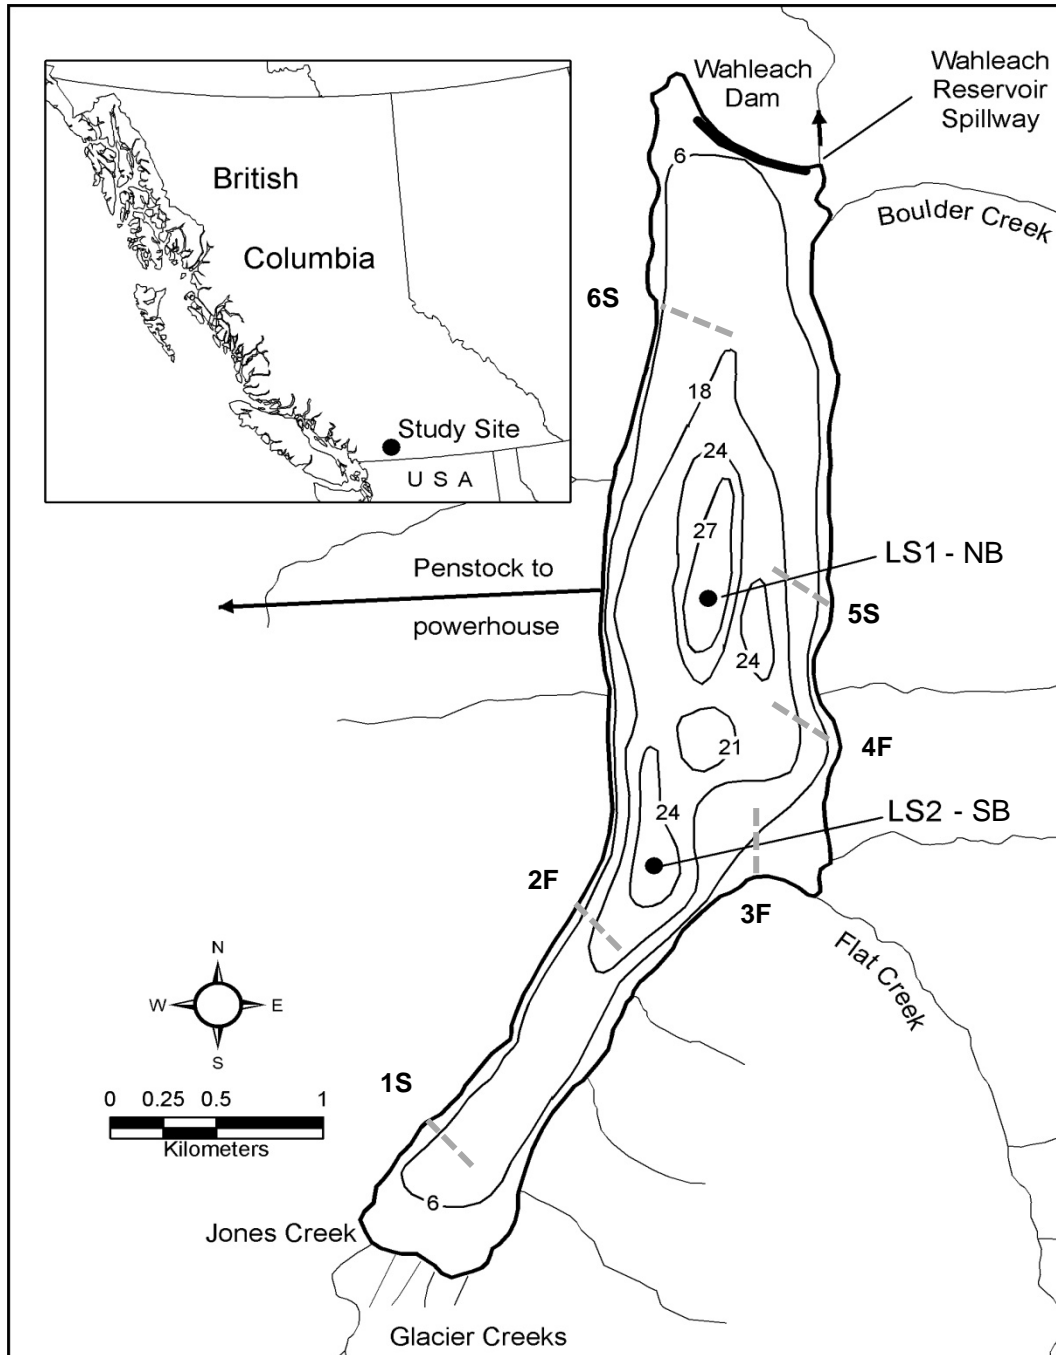 Wahleach
Dam
Wahleach
Reservoir
Spillway
British
Columbia
Study Site
U S A
Boulder Creek
6
6S
18
24
27
LS1 - NB
Penstock to
powerhouse
5S
24
4F
21
24
LS2 - SB
2F
3F
Flat Creek
N
W
E
S
1S
0 0.25 0.5 1
Kilometers
6
Jones Creek
Glacier Creeks